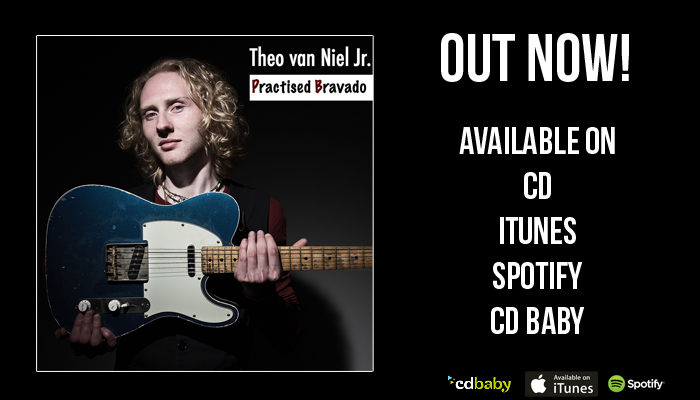 Theo van Niel Jr.
Practised Bravado
OUT NOW!
AVAILABLE ON
CD
ITUNES
SPOTIFY
CD BABY
cdbaby
Available on
iTunes
Spotify